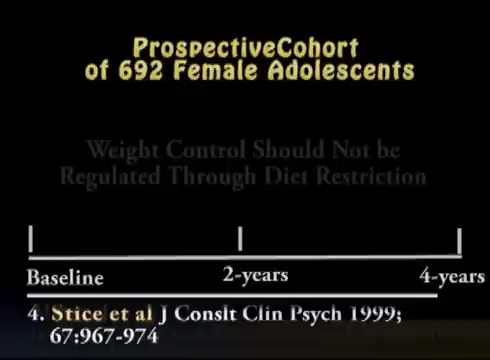 ProspectiveCohort
of 692 Female Adolescents
Weight Control Should Not be
Regulated Through Diet Restriction
Baseline
2-years
4-years
4. Stice et al J Conslt Clin Psych 1999;
67:967-974